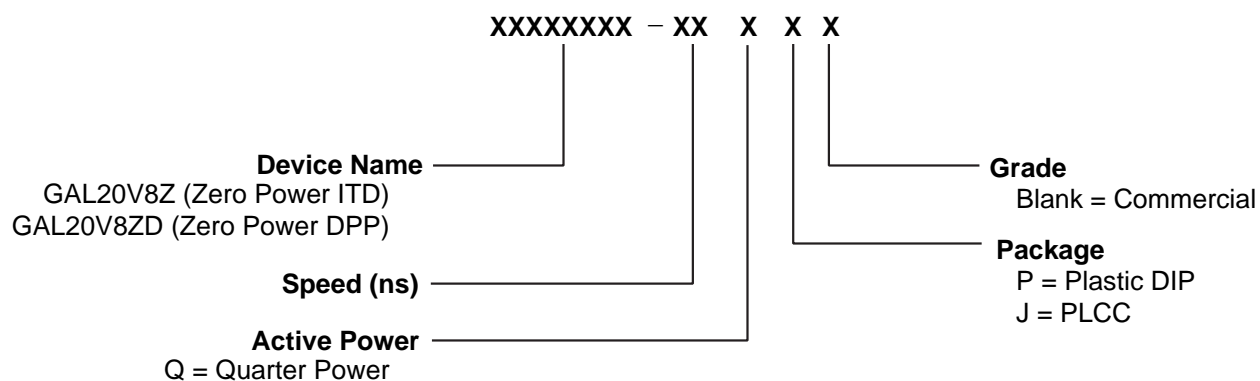 XXXXXXXX – XX X X X
Device Name
GAL20V8Z (Zero Power ITD)
GAL20V8ZD (Zero Power DPP)
Speed (ns)
Active Power
Q = Quarter Power
Grade
Blank = Commercial
Package
P = Plastic DIP
J = PLCC